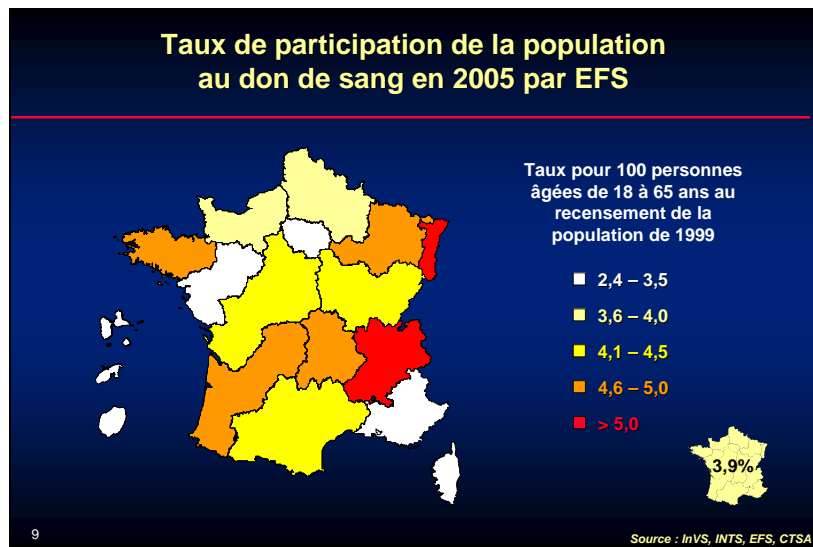 Taux de participation de la population
au don de sang en 2005 par EFS
Taux pour 100 personnes
âgées de 18 à 65 ans au
recensement de la
population de 1999
2,4 – 3,5
3,6 – 4,0
4,1 – 4,5
4,6 – 5,0
> 5,0
3,9%
9
Source : InVS, INTS, EFS, CTSA